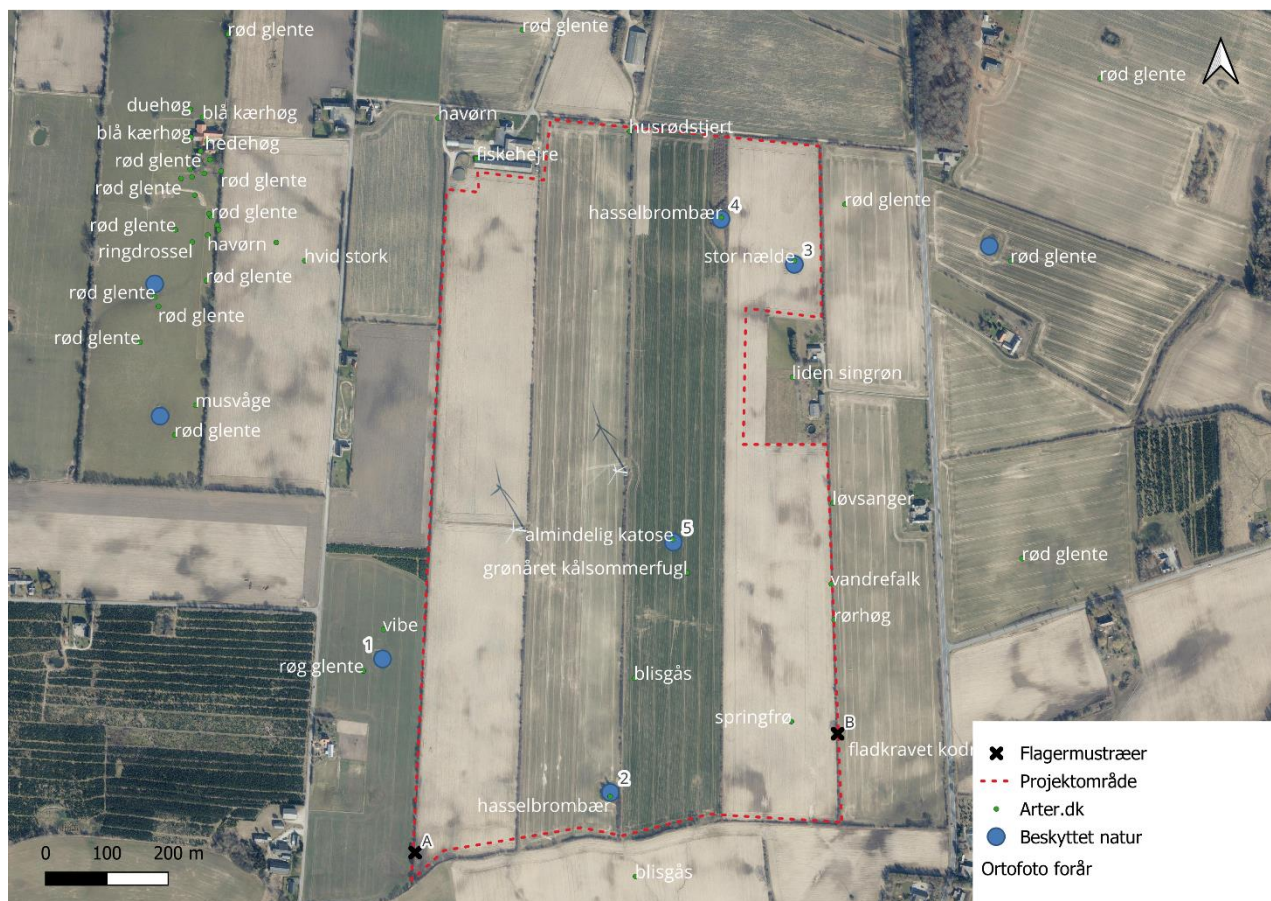 rød glente
rød glente
rød glente
duehøg
blå kærhøg
havørn
blå kærhøg
husrødstjert
hedehøg
rød glente
fiskehejre
rød glente
rød glente
rød glente
rød glente
hasselbrombær
4
rød glente
ringdrossel
havørn
hvid stork
stor nælde
3
rød glente
rød glente
rød glente
rød glente
rød glente
liden singrøn
musvåge
rød glente
løvsanger
almindelig katose
5
rød glente
grønåret kålsommerfugl
vandrefalk
rørhøg
vibe
1
røg glente
blisgås
springfrø
B
fladkravet
2
hasselbrombær
A
blisgås
0 100 200 m
Flagermustræer
Projektområde
Arter.dk
Beskyttet natur
Ortofoto forår